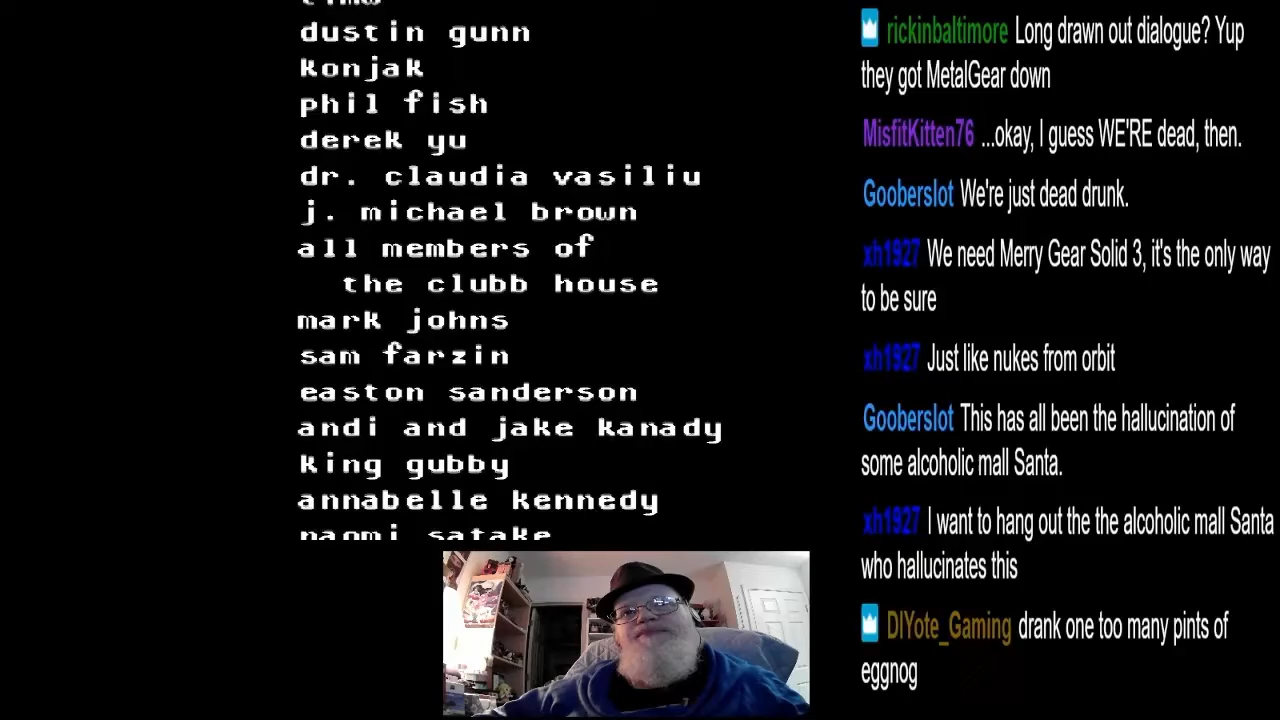 dustin gunn
konjak
phil fish
derek yu
dr. claudia vasiliu
j. michael brown
all members of
the clubb house
mark johns
sam farzin
easton sanderson
andi and jake kanady
king gubby
annabelle kennedy
naomi satake
rickinbaltimore Long drawn out dialogue? Yup
they got MetalGear down
MisfitKitten76 ...okay, I guess WE'RE dead, then.
Gooberslot We're just dead drunk.
xh1927 We need Merry Gear Solid 3, it's the only way
to be sure
xh1927 Just like nukes from orbit
Gooberslot This has all been the hallucination of
some alcoholic mall Santa.
xh1927 I want to hang out the the alcoholic mall Santa
who hallucinates this
DIYote_Gaming drank one too many pints of
eggnog